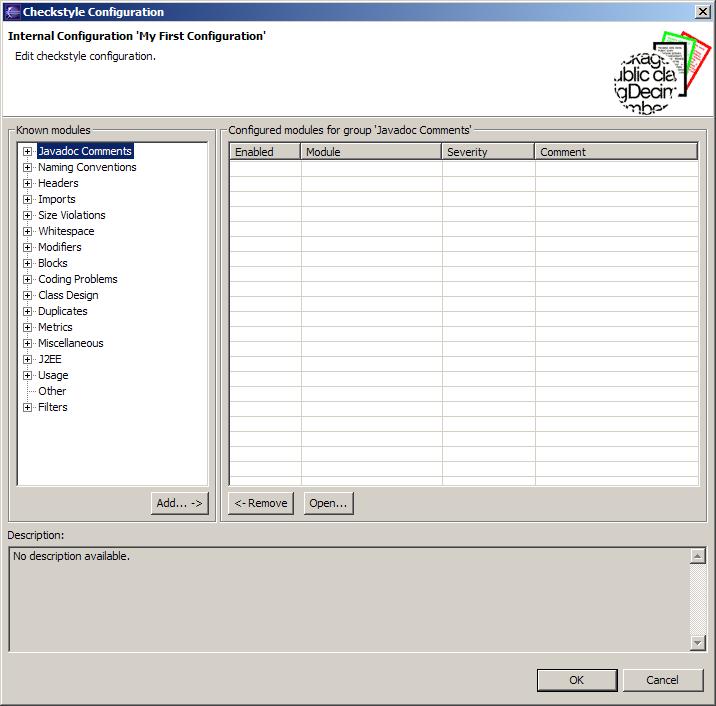 Checkstyle Configuration
Internal Configuration 'My First Configuration'
Edit checkstyle configuration.
Known modules
Javadoc Comments
Naming Conventions
Headers
Imports
Size Violations
Whitespace
Modifiers
Blocks
Coding Problems
Class Design
Duplicates
Metrics
Miscellaneous
J2EE
Usage
Other
Filters
Add... ->
Configured modules for group 'Javadoc Comments'
Enabled Module Severity Comment
<- Remove Open...
Description:
No description available.
OK Cancel